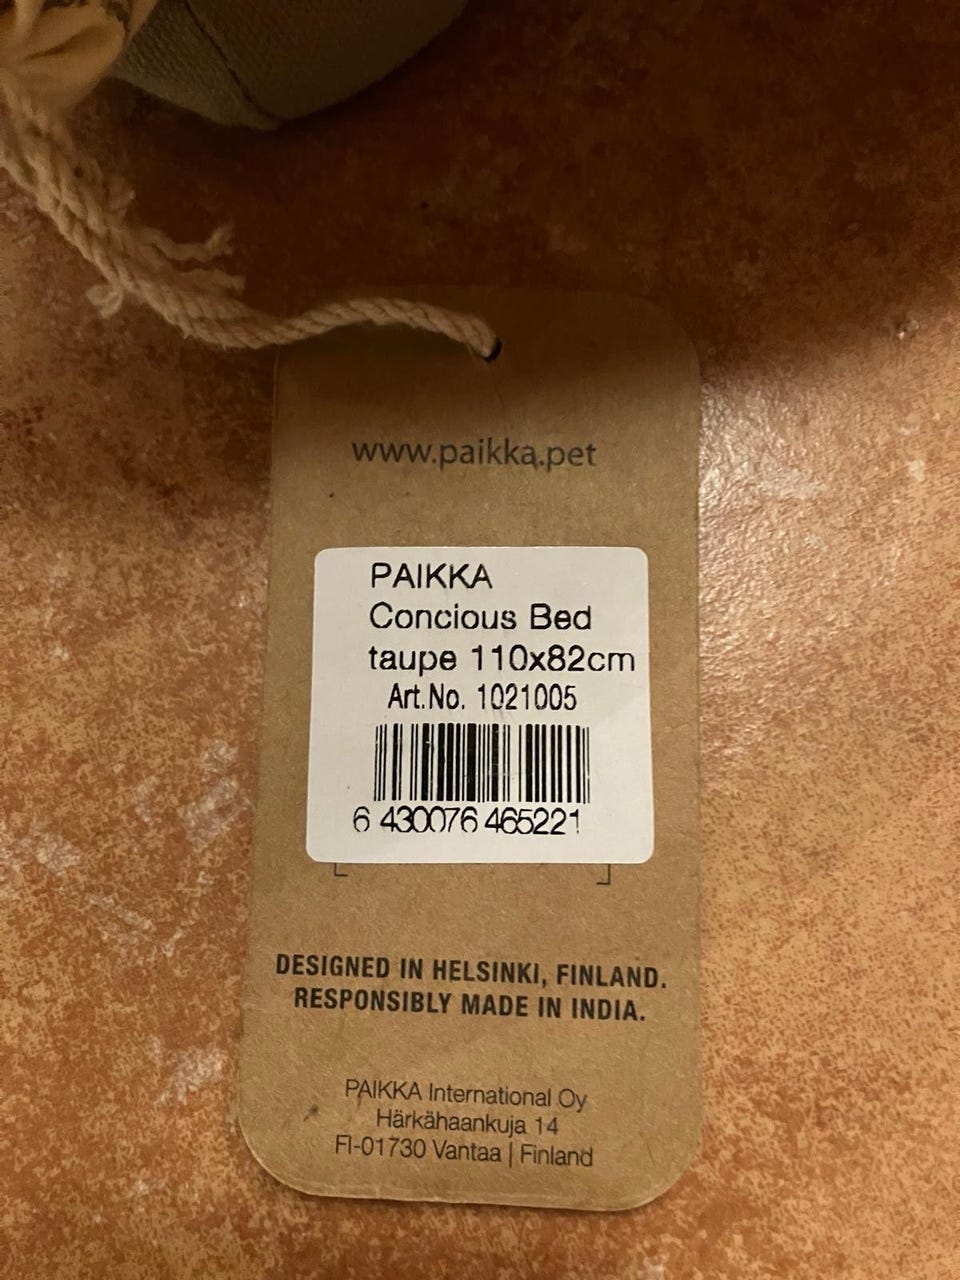 www.paikka.pet
PAIKKA
Concious Bed
taupe 110x82cm
Art.No. 1021005
6 430076 465221
DESIGNED IN HELSINKI, FINLAND.
RESPONSIBLY MADE IN INDIA.
PAIKKA International Oy
Härkähaankuja 14
FI-01730 Vantaa | Finland